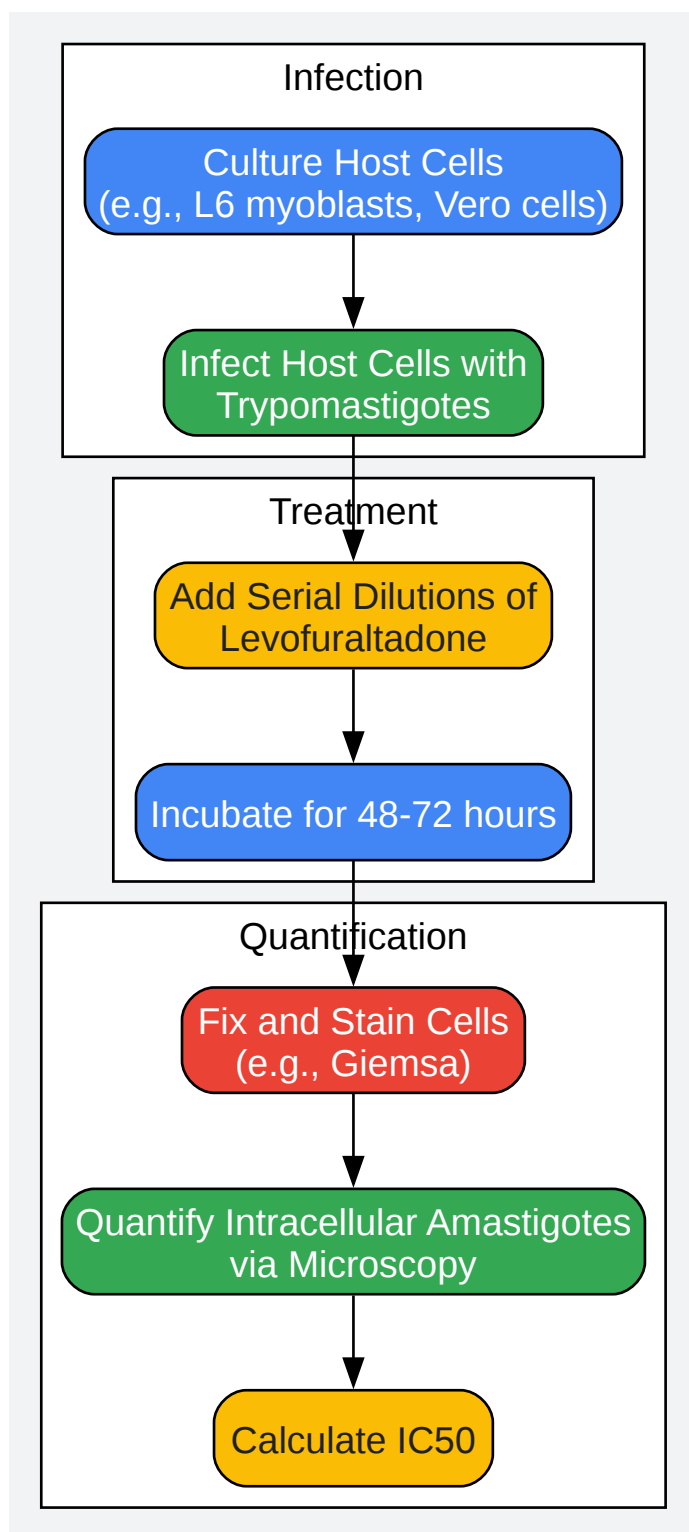 Infection
Culture Host Cells
(e.g., L6 myoblasts, Vero cells)
Infect Host Cells with
Trypomastigotes
Treatment
Add Serial Dilutions of
Levofuraltadone
Incubate for 48-72 hours
Quantification
Fix and Stain Cells
(e.g., Giemsa)
Quantify Intracellular Amastigotes
via Microscopy
Calculate IC50